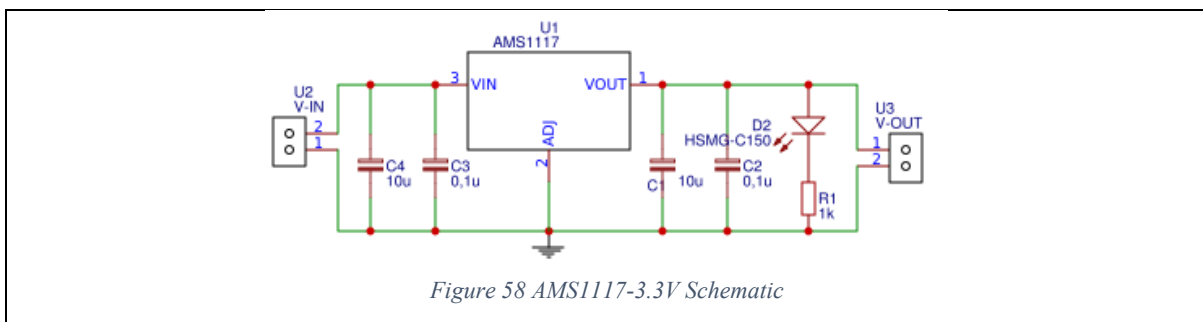 U1
AMS1117
3 VIN VOUT 1
ADJ
2
U2
V-IN
2
1
C4
10u
C3
0,1u
C1 10u
C2
0,1u
D2
HSMG-C150
R1
1k
U3
V-OUT
1
2
Figure 58 AMS1117-3.3V Schematic